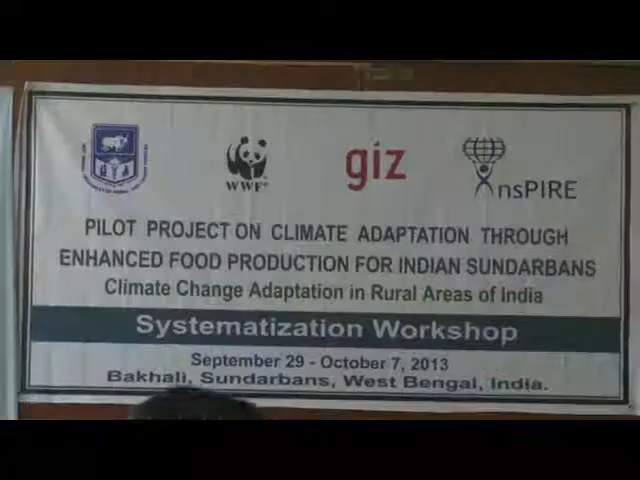 WWF®
giz
nsPIRE
PILOT PROJECT ON CLIMATE ADAPTATION THROUGH
ENHANCED FOOD PRODUCTION FOR INDIAN SUNDARBANS
Climate Change Adaptation in Rural Areas of India
Systematization Workshop
September 29 - October 7, 2013
Bakhali, Sundarbans, West Bengal, India.